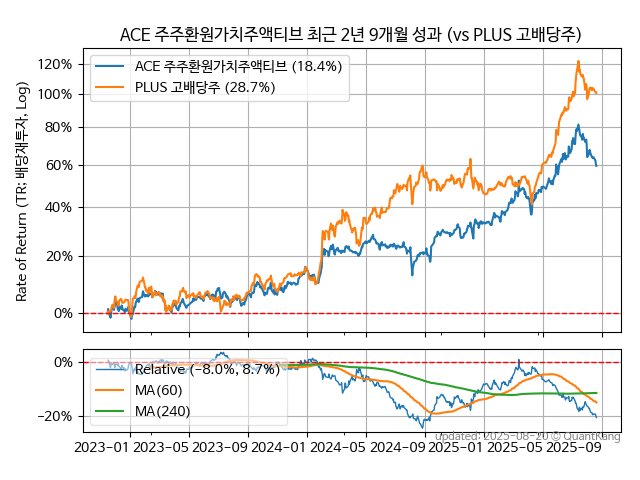 ACE 주주환원가치주액티브 최근 2년 9개월 성과 (vs PLUS 고배당주)
Rate of Return (TR: 배당재투자, Log)
120%
100%
80%
60%
40%
20%
0%
ACE 주주환원가치주액티브 (18.4%)
PLUS 고배당주 (28.7%)
0%
−20%
Relative (−8.0%, 8.7%)
MA(60)
MA(240)
updated: 2025-08-20 © QuantKang
2023-01 2023-05 2023-09 2024-01 2024-05 2024-09 2025-01 2025-05 2025-09